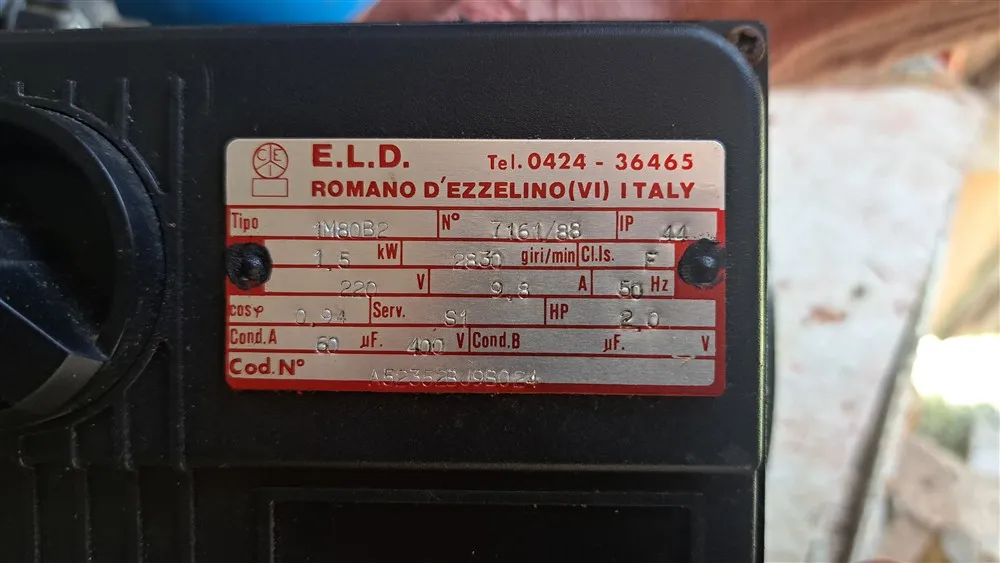 CEI
E.L.D. Tel. 0424 - 36465
ROMANO D'EZZELINO (VI) ITALY
Tipo 1M80B2 N° 7161/88 IP 44
1,5 kW 2830 giri/min Cl.Is. F
220 V 9,8 A 50 Hz
cosφ 0,94 Serv. S1 HP 2,0
Cond.A 60 µF. 400 V Cond.B µF. V
Cod.N°